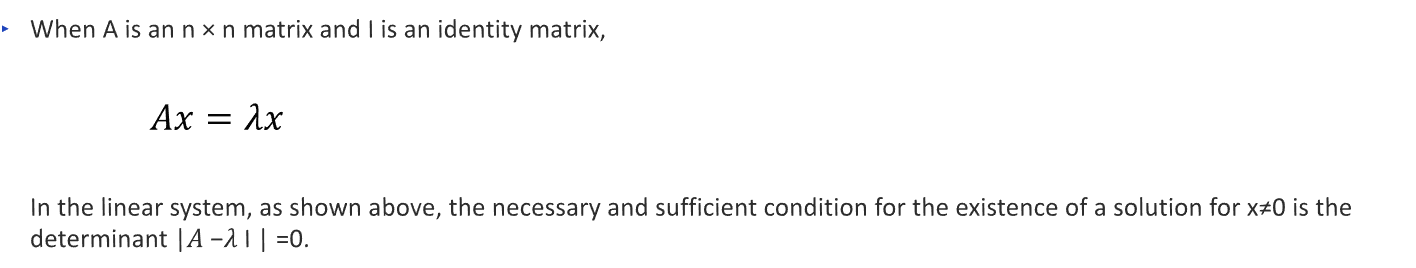 ▸ When A is an n × n matrix and I is an identity matrix,
Ax = λx
In the linear system, as shown above, the necessary and sufficient condition for the existence of a solution for x≠0 is the
determinant |A −λ I | =0.